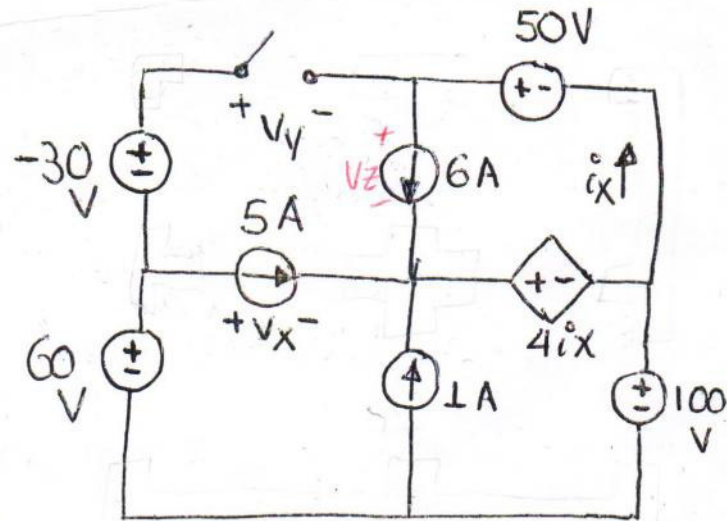 50V
+ -
+ Vy -
-30
V
+
-
+
Vz
-
6A
ix
5A
+ Vx -
+ -
4ix
60
V
+
-
1A
+
-
100
V